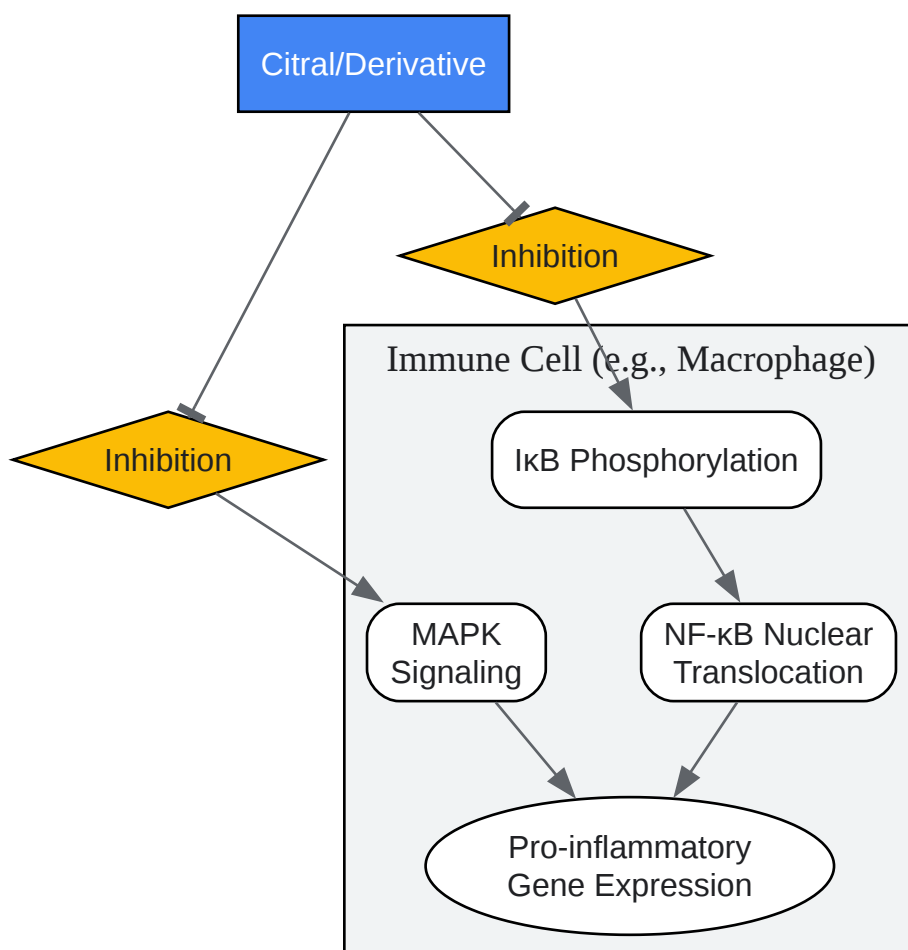 Citral/Derivative
Inhibition
Immune Cell (e.g., Macrophage)
Inhibition
IκB Phosphorylation
MAPK
Signaling
NF-κB Nuclear
Translocation
Pro-inflammatory
Gene Expression